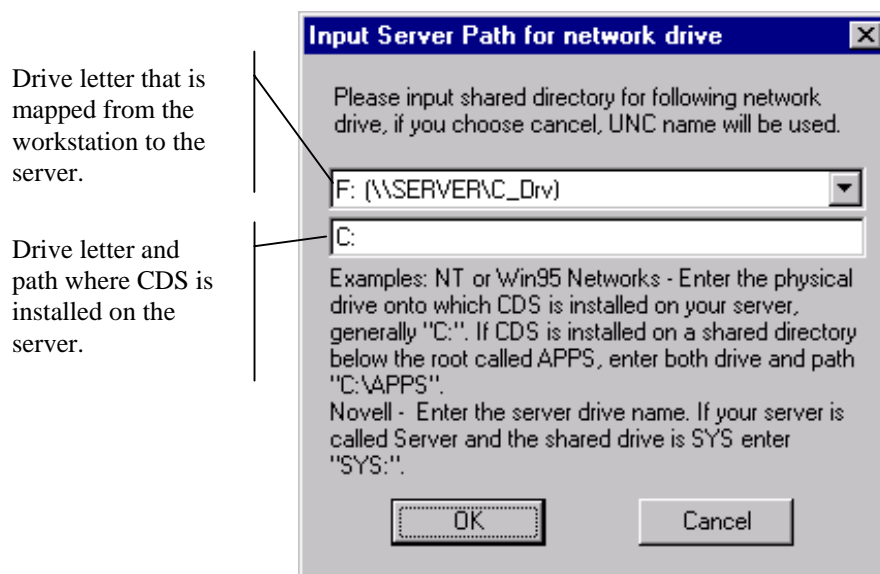 Input Server Path for network drive
Drive letter that is
mapped from the
workstation to the
server.
Please input shared directory for following network
drive, if you choose cancel, UNC name will be used.
F: (\\SERVER\C_Drv)
Drive letter and
path where CDS is
installed on the
server.
C:
Examples: NT or Win95 Networks - Enter the physical
drive onto which CDS is installed on your server,
generally "C:". If CDS is installed on a shared directory
below the root called APPS, enter both drive and path
"C:\APPS".
Novell -  Enter the server drive name. If your server is
called Server and the shared drive is SYS enter
"SYS:".
OK
Cancel